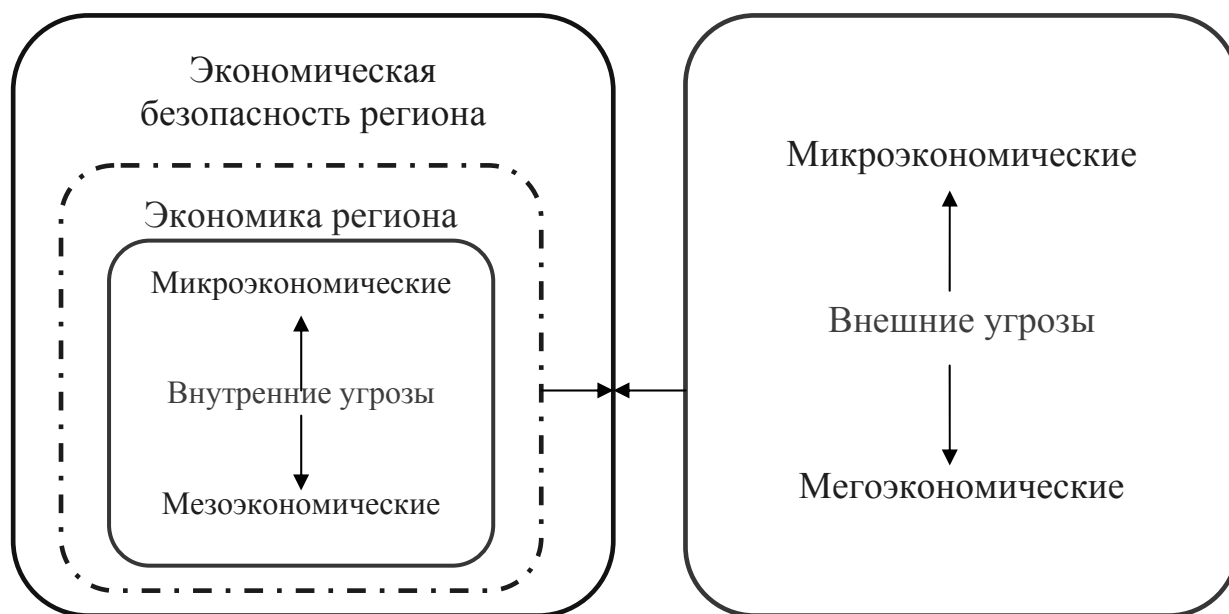 Экономическая
безопасность региона
Экономика региона
Микроэкономические
Внутренние угрозы
Мезоэкономические
Микроэкономические
Внешние угрозы
Мегоэкономические